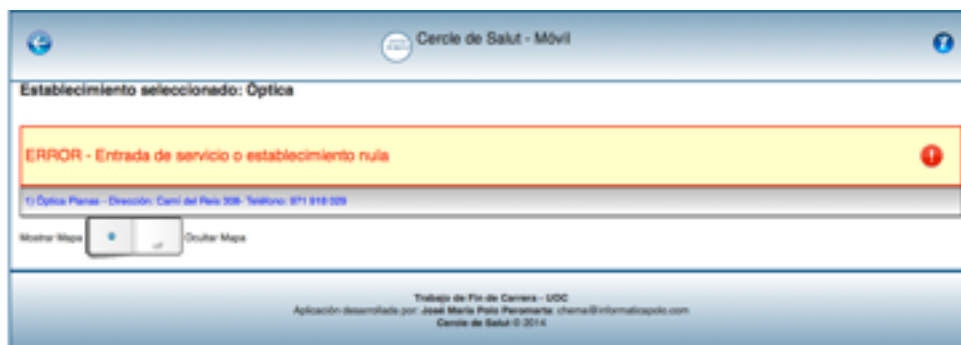 Cercle de Salut - Móvil
Establecimiento seleccionado: Óptica
ERROR - Entrada de servicio o establecimiento nula
1) Óptica Planas - Dirección: Camí del Reis 308- Teléfono: 971 918 029
Mostrar Mapa Ocultar Mapa
Trabajo de Fin de Carrera - UOC
Aplicación desarrollada por: José María Polo Peromarta: chema@informaticapolo.com
Cercle de Salut © 2014